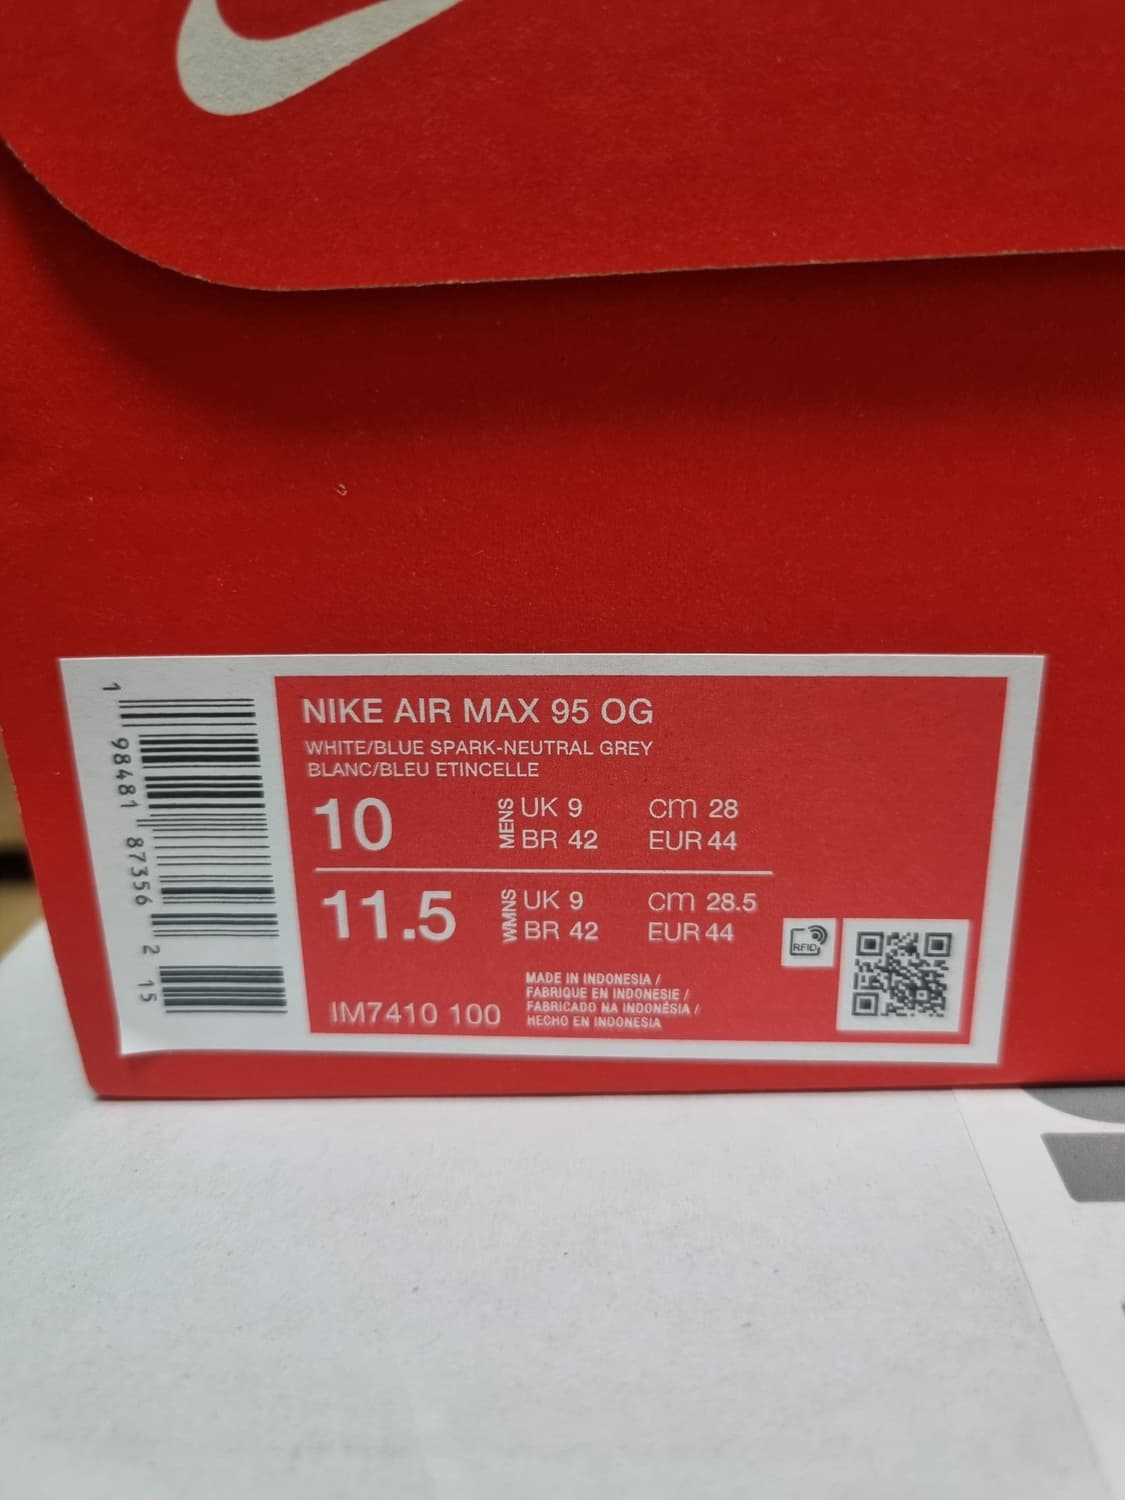 NIKE AIR MAX 95 OG
WHITE/BLUE SPARK-NEUTRAL GREY
BLANC/BLEU ETINCELLE
10 MENS UK 9 cm 28
BR 42 EUR 44
11.5 WMNS UK 9 cm 28.5
BR 42 EUR 44
RFID
IM7410 100
MADE IN INDONESIA /
FABRIQUE EN INDONESIE /
FABRICADO NA INDONÉSIA /
HECHO EN INDONESIA
1 98481 87356 2 15